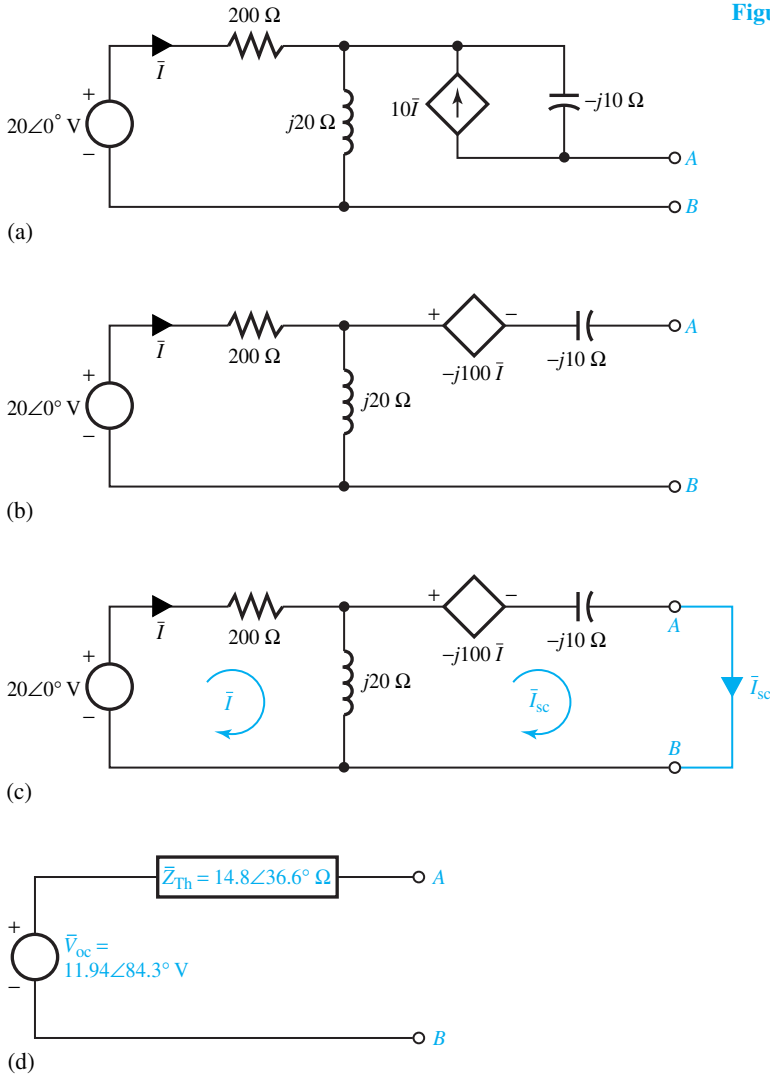 Figu
200 Ω
Ī
+
20∠0° V
−
j20 Ω
10Ī
−j10 Ω
A
B
(a)
Ī
200 Ω
+
−
−j100 Ī
−j10 Ω
A
+
20∠0° V
−
j20 Ω
B
(b)
Ī
200 Ω
+
−
−j100 Ī
−j10 Ω
A
+
20∠0° V
−
Ī
j20 Ω
Īsc
Īsc
B
(c)
Z̄Th = 14.8∠36.6° Ω
A
+
V̄oc =
11.94∠84.3° V
−
B
(d)